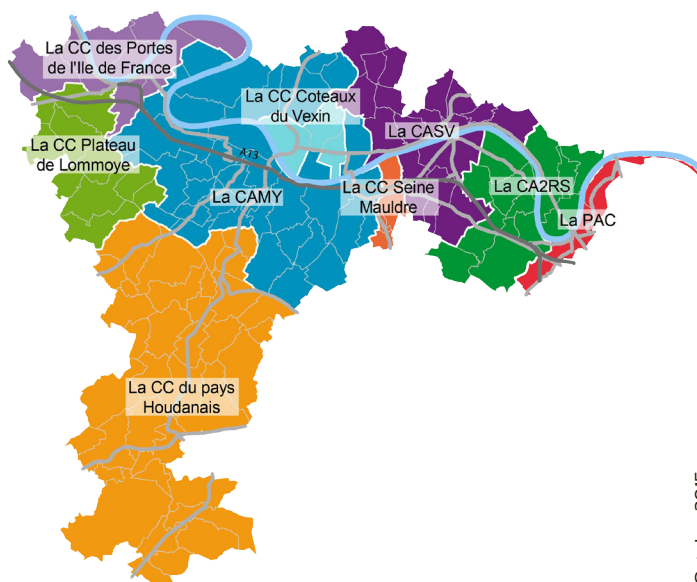 La CC des Portes
de l'Ile de France
La CC Coteaux
du Vexin
La CASV
La CC Plateau
de Lommoye
A13
La CAMY
La CC Seine
Mauldre
La CA2RS
La PAC
La CC du pays
Houdanais
2015